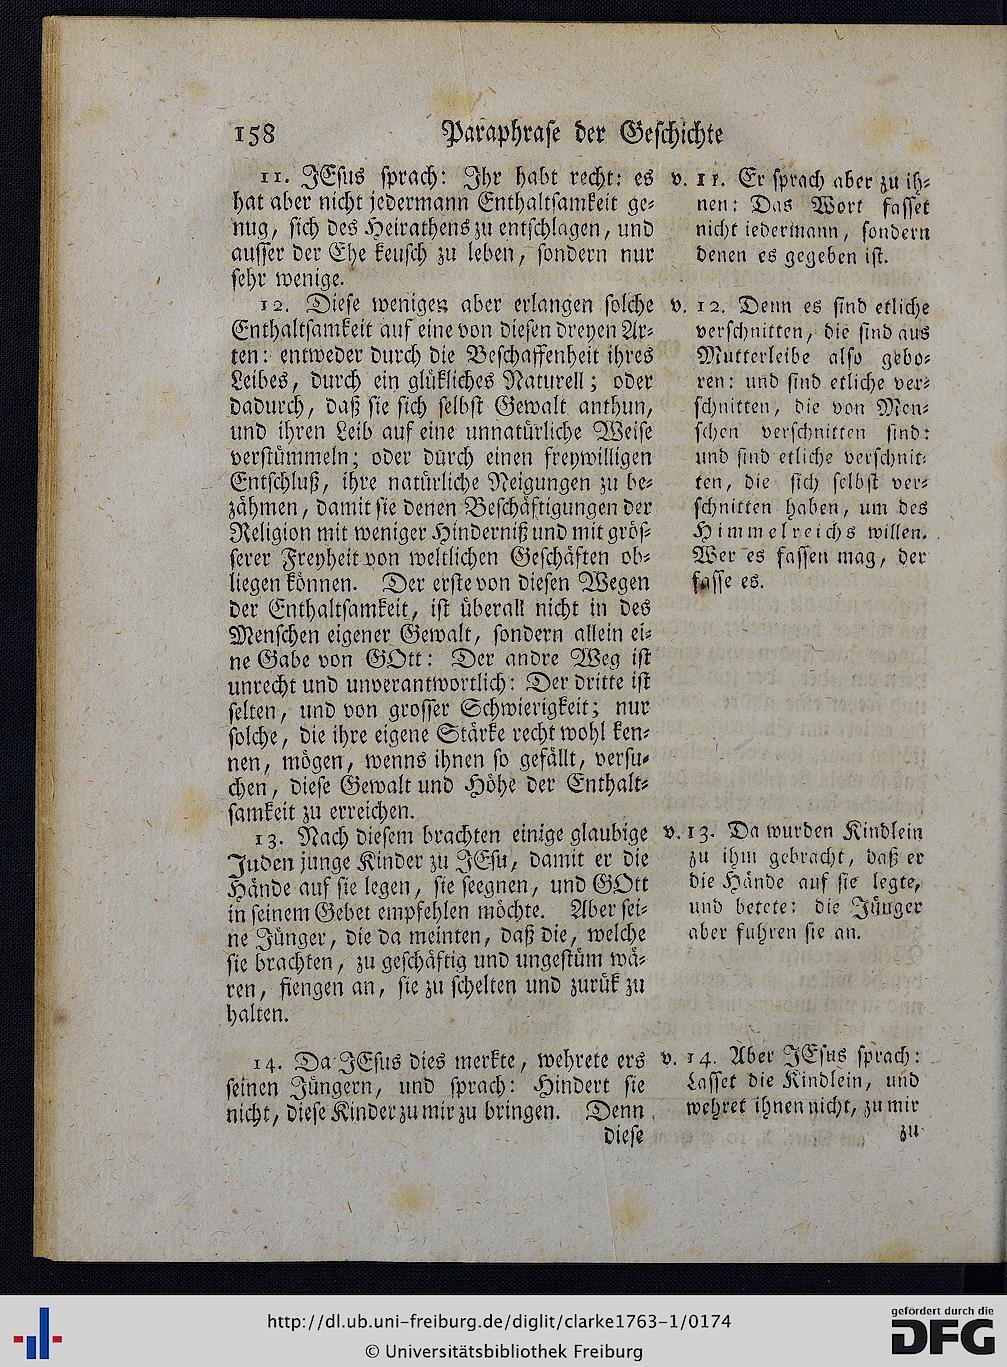 158 Paraphrase der Geschichte
11. JEsus sprach: Ihr habt recht: es
hat aber nicht jedermann Enthaltsamkeit ge-
nug, sich des Heirathens zu entschlagen, und
ausser der Ehe keusch zu leben, sondern nur
sehr wenige.
12. Diese wenigen aber erlangen solche
Enthaltsamkeit auf eine von diesen dreyen Ar-
ten: entweder durch die Beschaffenheit ihres
Leibes, durch ein glükliches Naturell; oder
dadurch, daß sie sich selbst Gewalt anthun,
und ihren Leib auf eine unnatürliche Weise
verstümmeln; oder durch einen freywilligen
Entschluß, ihre natürliche Neigungen zu be-
zähmen, damit sie denen Beschäftigungen der
Religion mit weniger Hinderniß und mit grös-
serer Freyheit von weltlichen Geschäften ob-
liegen können. Der erste von diesen Wegen
der Enthaltsamkeit, ist überall nicht in des
Menschen eigener Gewalt, sondern allein ei-
ne Gabe von GOtt: Der andre Weg ist
unrecht und unverantwortlich: Der dritte ist
selten, und von grosser Schwierigkeit; nur
solche, die ihre eigene Stärke recht wohl ken-
nen, mögen, wenns ihnen so gefällt, versu-
chen, diese Gewalt und Höhe der Enthalt-
samkeit zu erreichen.
13. Nach diesem brachten einige glaubige
Juden junge Kinder zu JEsu, damit er die
Hände auf sie legen, sie seegnen, und GOtt
in seinem Gebet empfehlen möchte. Aber sei-
ne Jünger, die da meinten, daß die, welche
sie brachten, zu geschäftig und ungestüm wä-
ren, fiengen an, sie zu schelten und zurük zu
halten.
14. Da JEsus dies merkte, wehrete ers
seinen Jüngern, und sprach: Hindert sie
nicht, diese Kinder zu mir zu bringen. Denn
diese
v. 11. Er sprach aber zu ih-
nen: Das Wort fasset
nicht iedermann, sondern
denen es gegeben ist.
v. 12. Denn es sind etliche
verschnitten, die sind aus
Mutterleibe also gebo-
ren: und sind etliche ver-
schnitten, die von Men-
schen verschnitten sind:
und sind etliche verschnit-
ten, die sich selbst ver-
schnitten haben, um des
Himmelreichs willen.
Wer es fassen mag, der
fasse es.
v. 13. Da wurden Kindlein
zu ihm gebracht, daß er
die Hände auf sie legte,
und betete: die Jünger
aber fuhren sie an.
v. 14. Aber JEsus sprach:
Lasset die Kindlein, und
wehret ihnen nicht, zu mir
zu
http://dl.ub.uni-freiburg.de/diglit/clarke1763-1/0174
© Universitätsbibliothek Freiburg
gefördert durch die
DFG